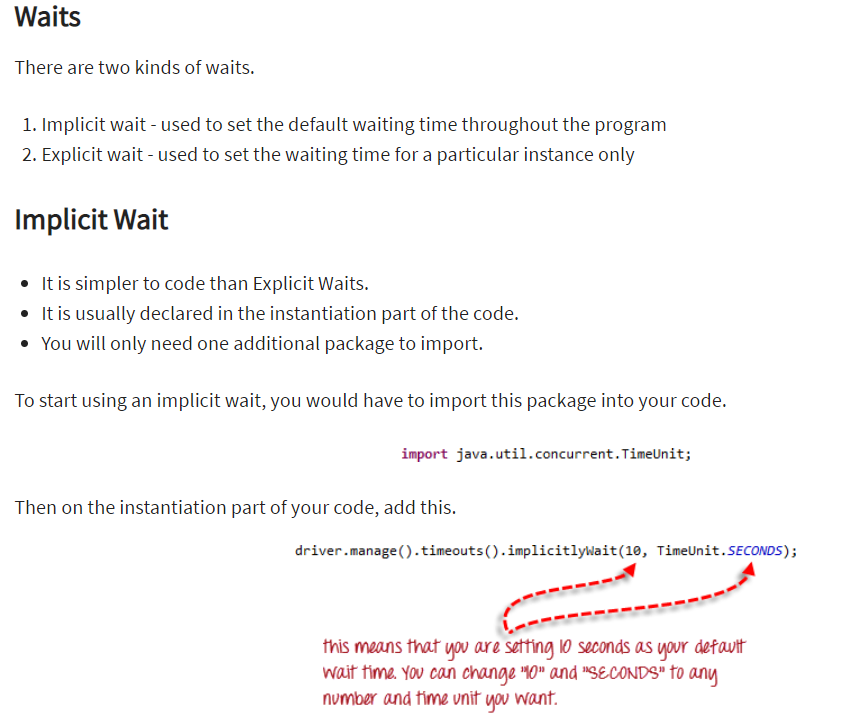 Waits
There are two kinds of waits.
1. Implicit wait - used to set the default waiting time throughout the program
2. Explicit wait - used to set the waiting time for a particular instance only
Implicit Wait
• It is simpler to code than Explicit Waits.
• It is usually declared in the instantiation part of the code.
• You will only need one additional package to import.
To start using an implicit wait, you would have to import this package into your code.
import java.util.concurrent.TimeUnit;
Then on the instantiation part of your code, add this.
driver.manage().timeouts().implicitlyWait(10, TimeUnit.SECONDS);
this means that you are setting 10 seconds as your default
wait time. You can change "10" and "SECONDS" to any
number and time unit you want.